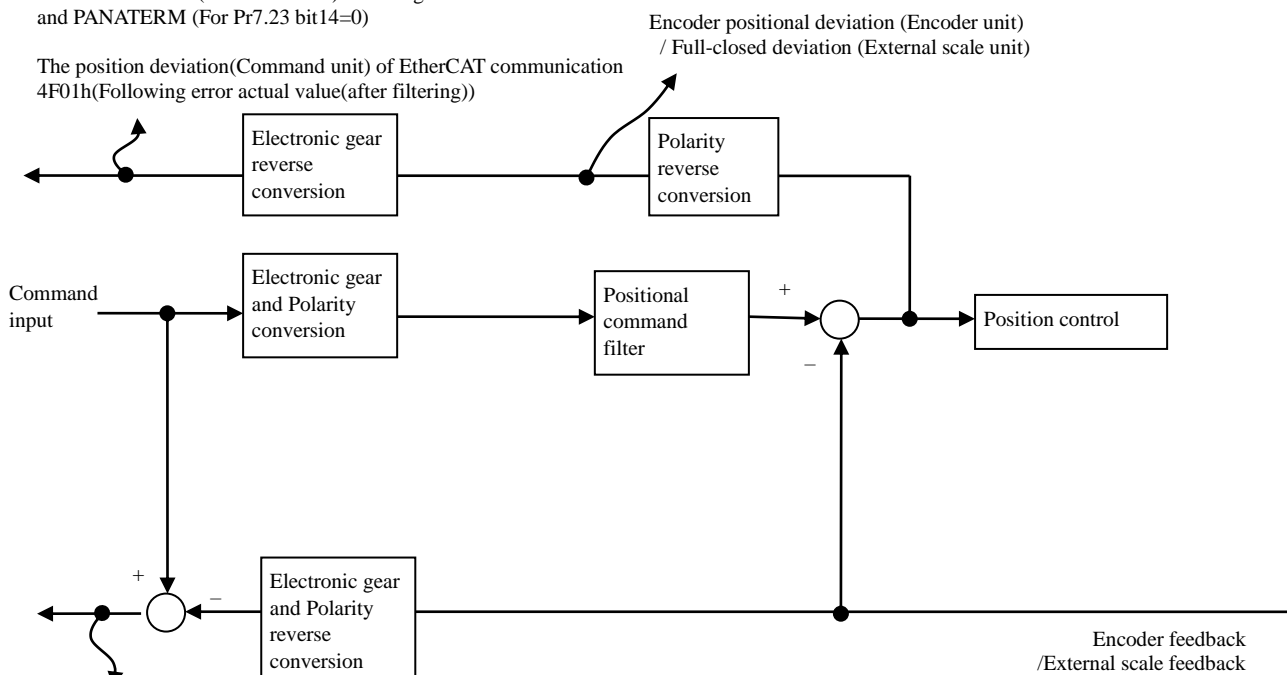 and PANATERM (For Pr7.23 bit14=0)
Encoder positional deviation (Encoder unit)
/ Full-closed deviation (External scale unit)
The position deviation(Command unit) of EtherCAT communication
4F01h(Following error actual value(after filtering))
Electronic gear
reverse
conversion
Polarity
reverse
conversion
Command
input
Electronic gear
and Polarity
conversion
Positional
command
filter
+
−
Position control
+
−
Electronic gear
and Polarity
reverse
conversion
Encoder feedback
/External scale feedback